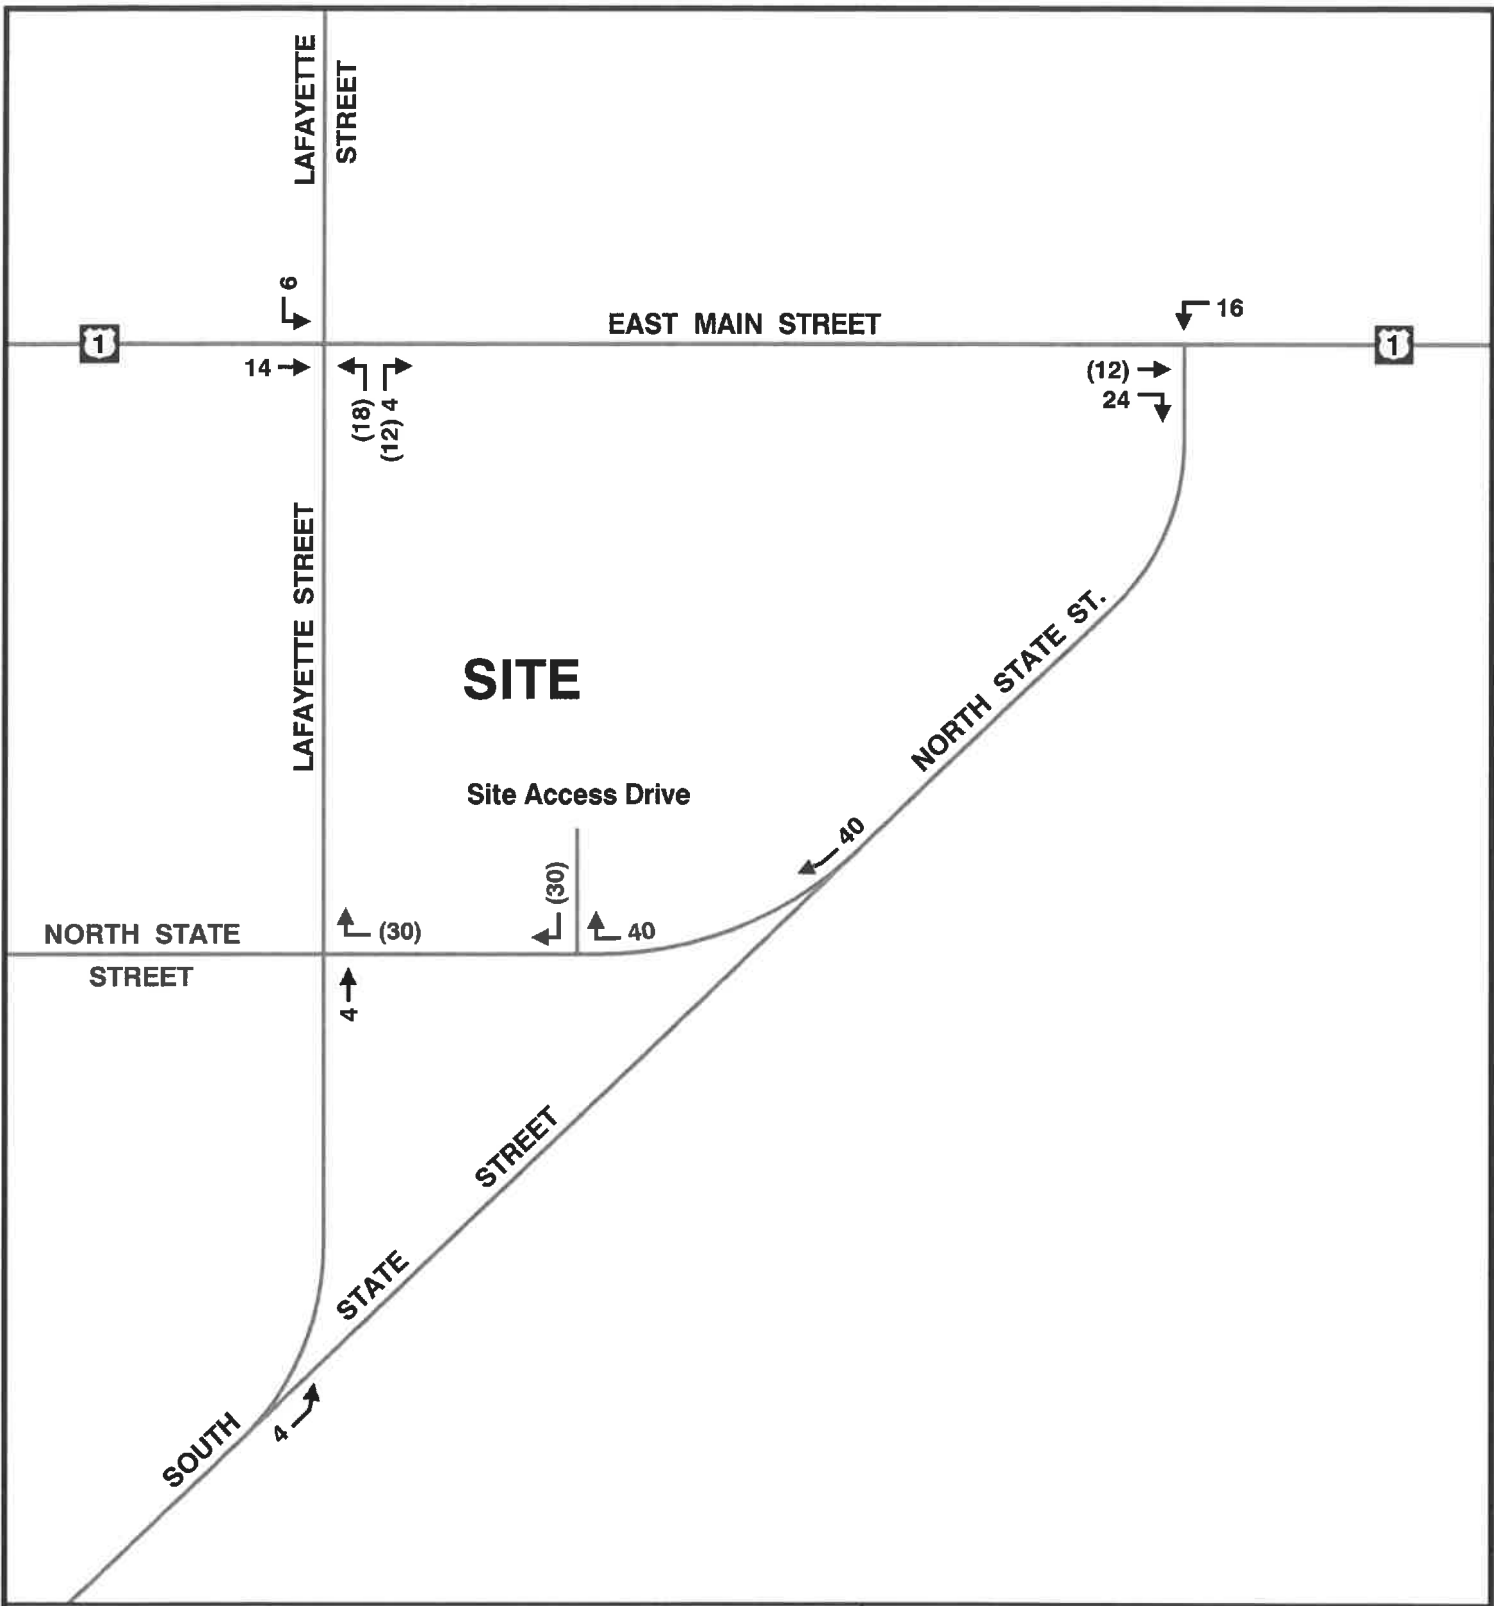 LAFAYETTE
STREET
6
1
EAST MAIN STREET
16
1
14
(18)
(12) 4
(12)
24
LAFAYETTE STREET
NORTH STATE ST.
SITE
Site Access Drive
40
(30)
40
NORTH STATE
STREET
(30)
4
SOUTH STATE STREET
4